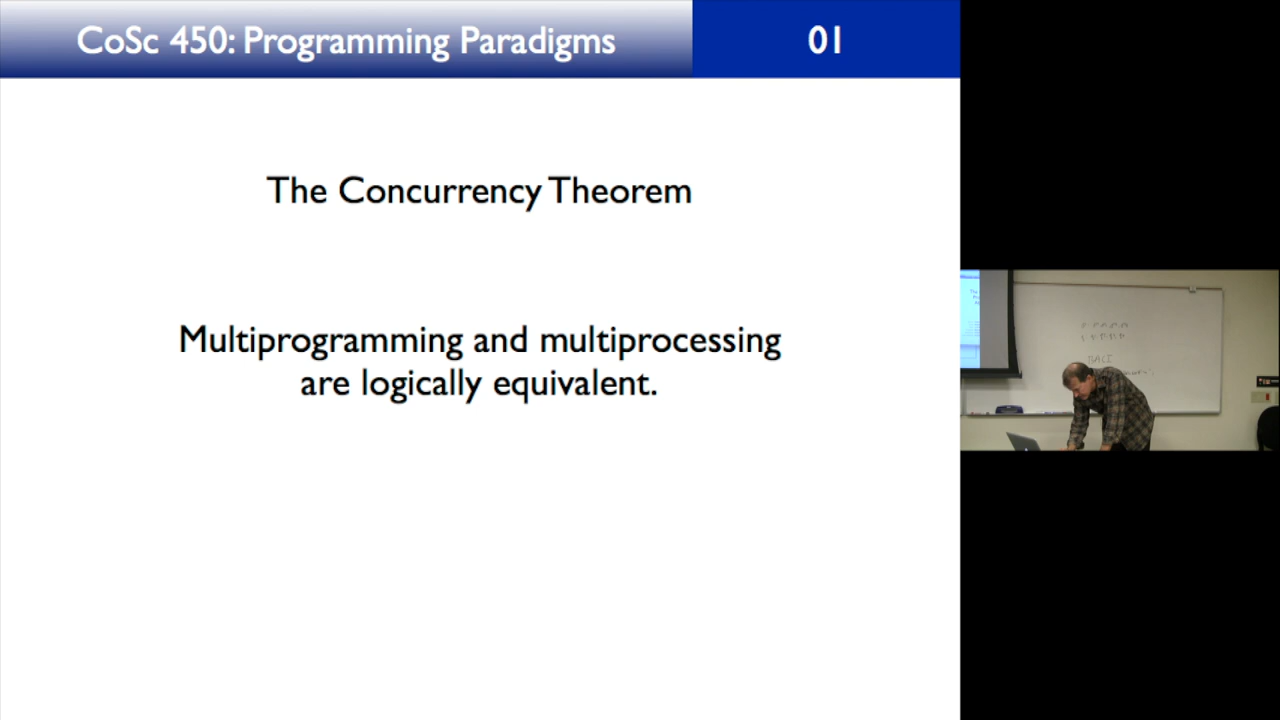 CoSc 450: Programming Paradigms
01
The Concurrency Theorem
Multiprogramming and multiprocessing
are logically equivalent.